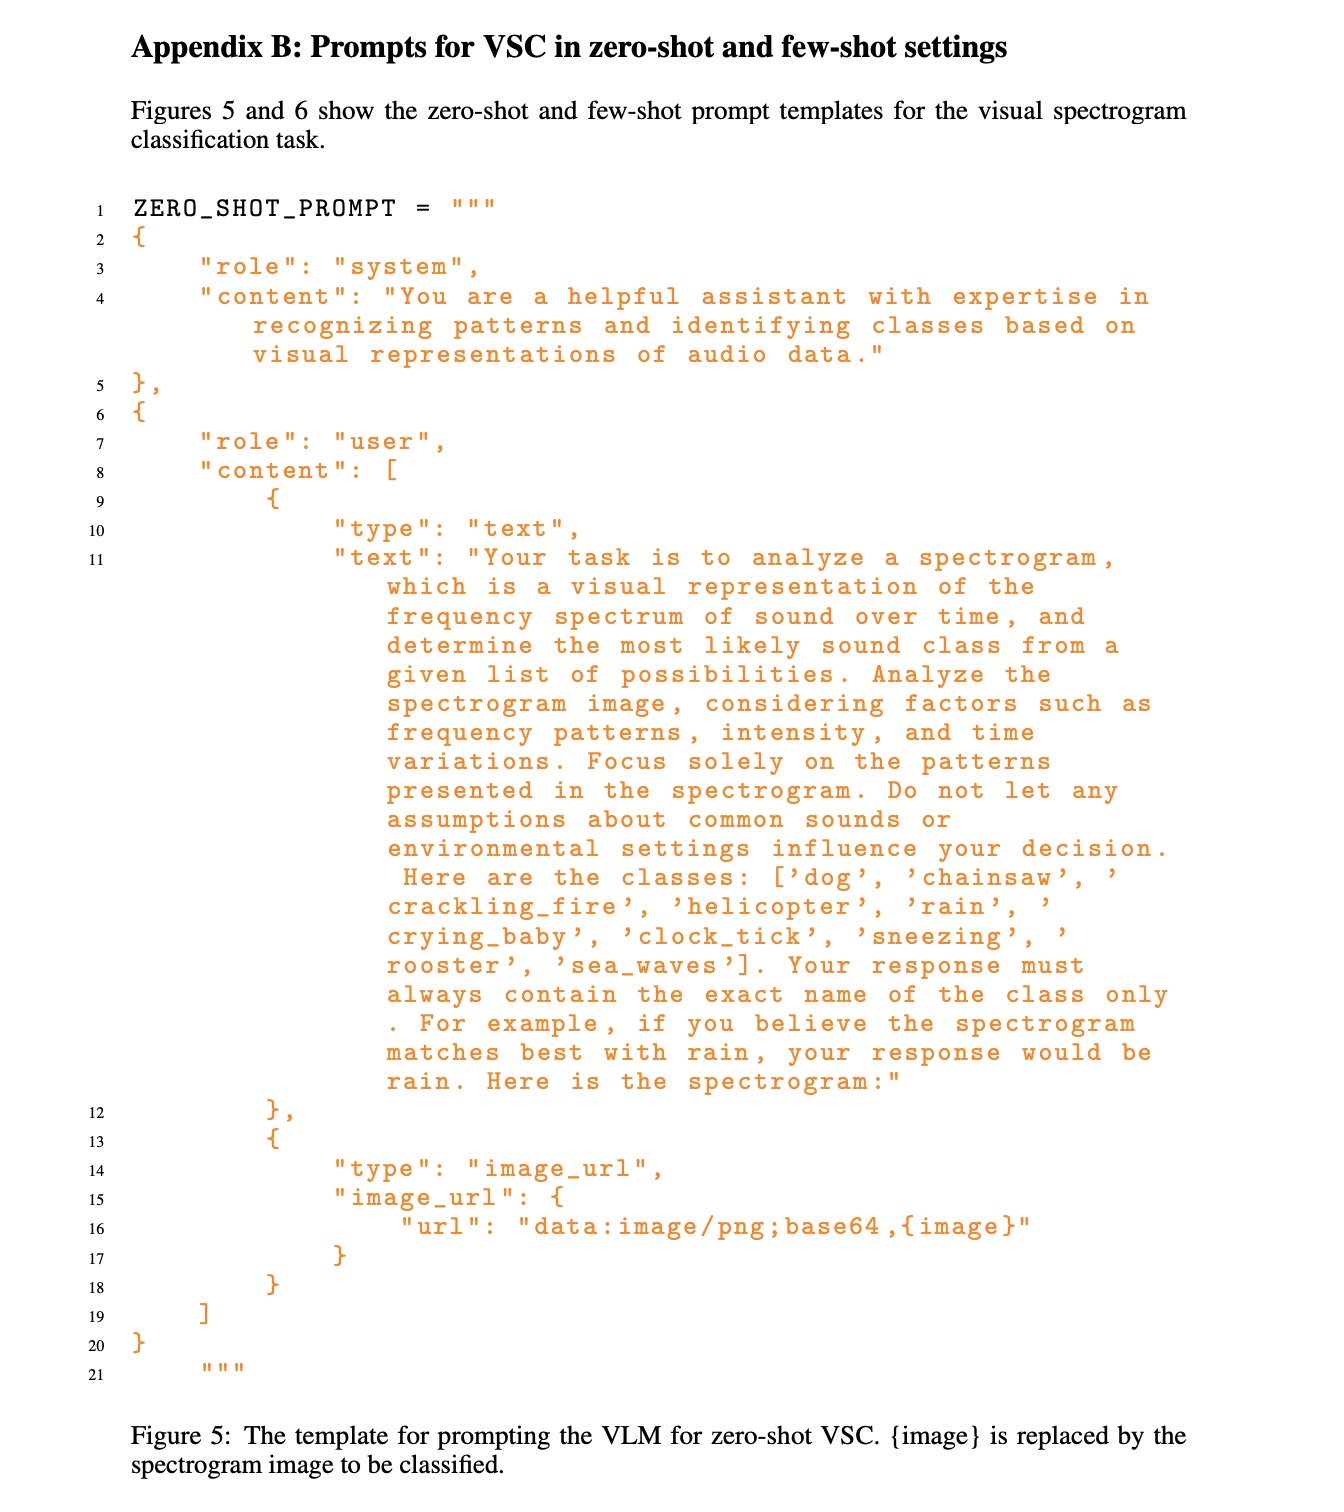 Appendix B: Prompts for VSC in zero-shot and few-shot settings
Figures 5 and 6 show the zero-shot and few-shot prompt templates for the visual spectrogram
classification task.
1 ZERO_SHOT_PROMPT = """
2 {
3 "role": "system",
4 "content": "You are a helpful assistant with expertise in
recognizing patterns and identifying classes based on
visual representations of audio data."
5 },
6 {
7 "role": "user",
8 "content": [
9 {
10 "type": "text",
11 "text": "Your task is to analyze a spectrogram,
which is a visual representation of the
frequency spectrum of sound over time, and
determine the most likely sound class from a
given list of possibilities. Analyze the
spectrogram image, considering factors such as
frequency patterns, intensity, and time
variations. Focus solely on the patterns
presented in the spectrogram. Do not let any
assumptions about common sounds or
environmental settings influence your decision.
Here are the classes: [’dog’, ’chainsaw’, ’
crackling_fire’, ’helicopter’, ’rain’, ’
crying_baby’, ’clock_tick’, ’sneezing’, ’
rooster’, ’sea_waves’]. Your response must
always contain the exact name of the class only
. For example, if you believe the spectrogram
matches best with rain, your response would be
rain. Here is the spectrogram:"
12 },
13 {
14 "type": "image_url",
15 "image_url": {
16 "url": "data:image/png;base64,{image}"
17 }
18 }
19 ]
20 }
21 """
Figure 5: The template for prompting the VLM for zero-shot VSC. {image} is replaced by the
spectrogram image to be classified.